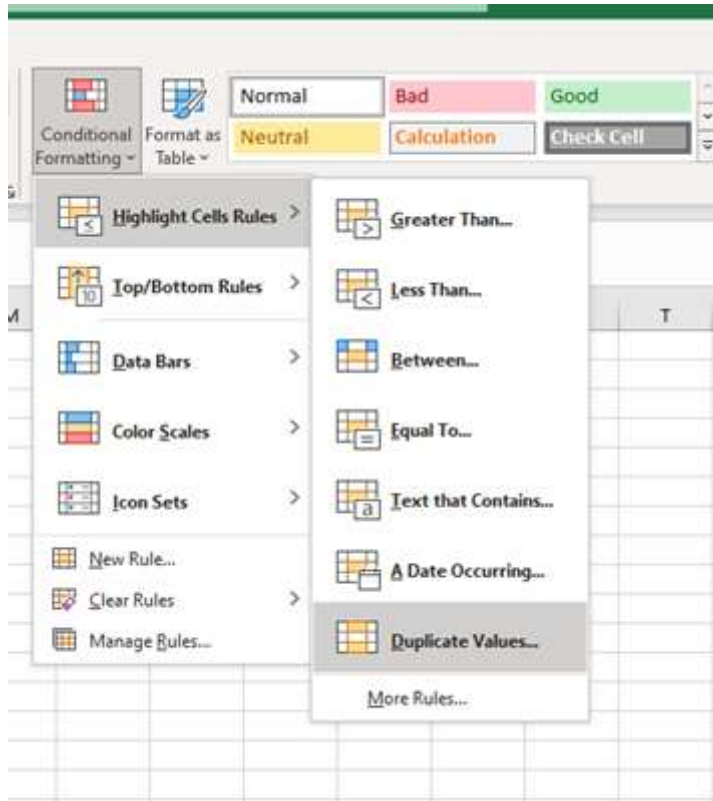 Normal Bad Good
Conditional Formatting
Format as Table
Neutral Calculation Check Cell
Highlight Cells Rules
Top/Bottom Rules
10
Data Bars
Color Scales
Icon Sets
New Rule...
Clear Rules
Manage Rules...
Greater Than...
Less Than...
Between...
Equal To...
Text that Contains...
a
A Date Occurring...
Duplicate Values...
More Rules...
M T